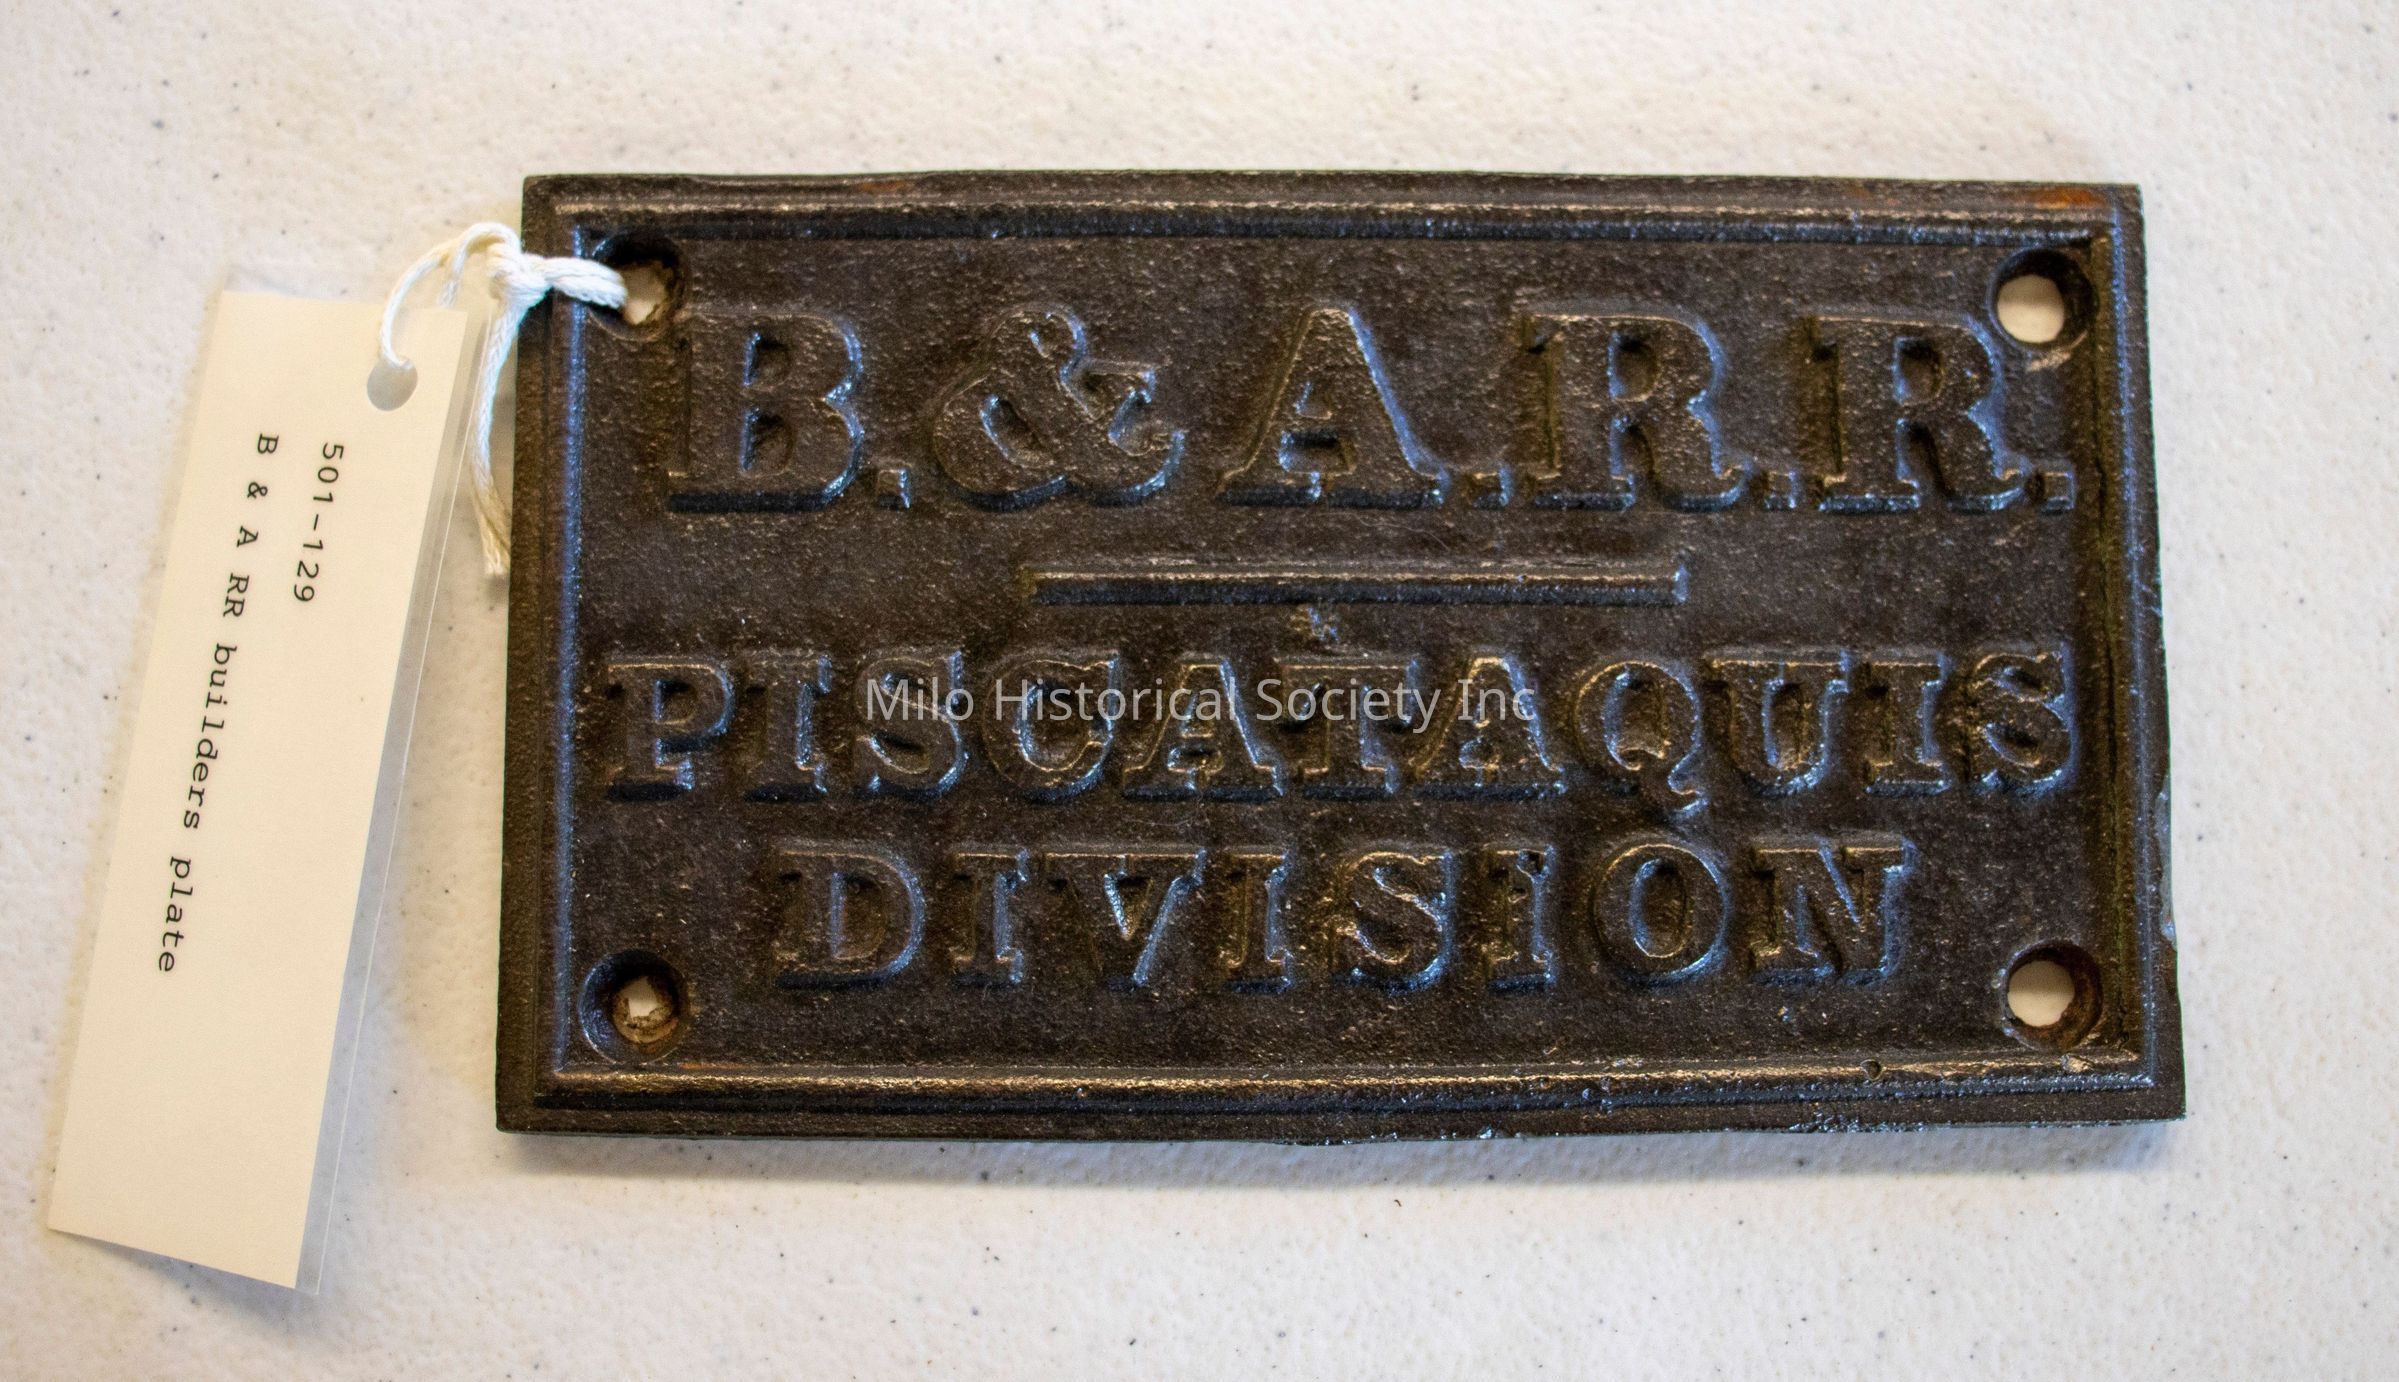 B. & A. R. R.
PISCATAQUIS
DIVISION
501-129
B & A RR builders plate
Milo Historical Society Inc